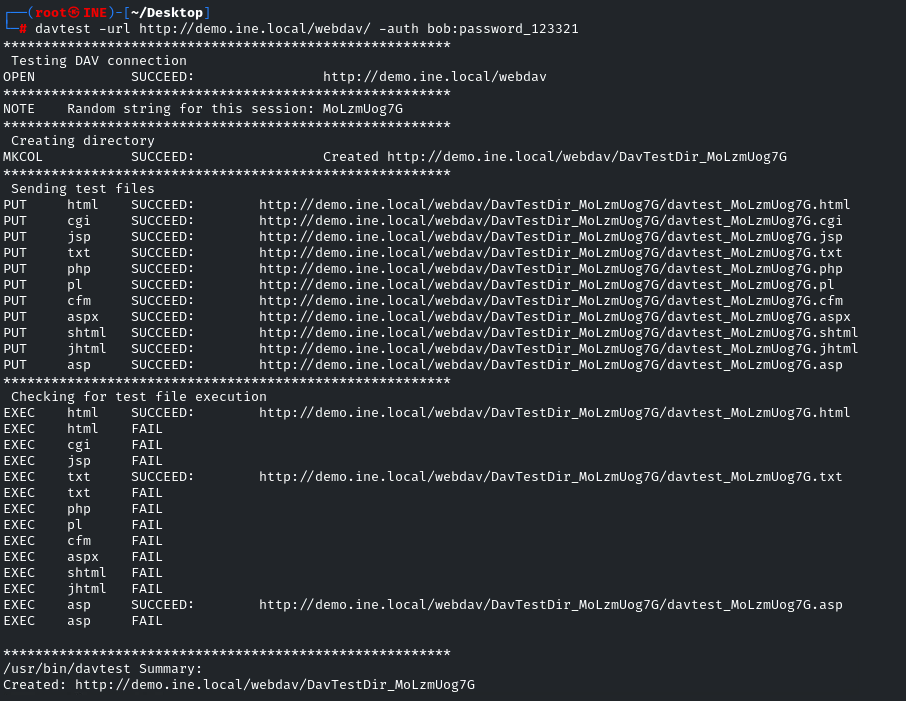 ┌──(root㉿INE)-[~/Desktop]
└─# davtest -url http://demo.ine.local/webdav/ -auth bob:password_123321
********************************************************
 Testing DAV connection
OPEN            SUCCEED:                http://demo.ine.local/webdav
********************************************************
NOTE    Random string for this session: MoLzmUog7G
********************************************************
 Creating directory
MKCOL           SUCCEED:                Created http://demo.ine.local/webdav/DavTestDir_MoLzmUog7G
********************************************************
 Sending test files
PUT     html    SUCCEED:        http://demo.ine.local/webdav/DavTestDir_MoLzmUog7G/davtest_MoLzmUog7G.html
PUT     cgi     SUCCEED:        http://demo.ine.local/webdav/DavTestDir_MoLzmUog7G/davtest_MoLzmUog7G.cgi
PUT     jsp     SUCCEED:        http://demo.ine.local/webdav/DavTestDir_MoLzmUog7G/davtest_MoLzmUog7G.jsp
PUT     txt     SUCCEED:        http://demo.ine.local/webdav/DavTestDir_MoLzmUog7G/davtest_MoLzmUog7G.txt
PUT     php     SUCCEED:        http://demo.ine.local/webdav/DavTestDir_MoLzmUog7G/davtest_MoLzmUog7G.php
PUT     pl      SUCCEED:        http://demo.ine.local/webdav/DavTestDir_MoLzmUog7G/davtest_MoLzmUog7G.pl
PUT     cfm     SUCCEED:        http://demo.ine.local/webdav/DavTestDir_MoLzmUog7G/davtest_MoLzmUog7G.cfm
PUT     aspx    SUCCEED:        http://demo.ine.local/webdav/DavTestDir_MoLzmUog7G/davtest_MoLzmUog7G.aspx
PUT     shtml   SUCCEED:        http://demo.ine.local/webdav/DavTestDir_MoLzmUog7G/davtest_MoLzmUog7G.shtml
PUT     jhtml   SUCCEED:        http://demo.ine.local/webdav/DavTestDir_MoLzmUog7G/davtest_MoLzmUog7G.jhtml
PUT     asp     SUCCEED:        http://demo.ine.local/webdav/DavTestDir_MoLzmUog7G/davtest_MoLzmUog7G.asp
********************************************************
 Checking for test file execution
EXEC    html    SUCCEED:        http://demo.ine.local/webdav/DavTestDir_MoLzmUog7G/davtest_MoLzmUog7G.html
EXEC    html    FAIL
EXEC    cgi     FAIL
EXEC    jsp     FAIL
EXEC    txt     SUCCEED:        http://demo.ine.local/webdav/DavTestDir_MoLzmUog7G/davtest_MoLzmUog7G.txt
EXEC    txt     FAIL
EXEC    php     FAIL
EXEC    pl      FAIL
EXEC    cfm     FAIL
EXEC    aspx    FAIL
EXEC    shtml   FAIL
EXEC    jhtml   FAIL
EXEC    asp     SUCCEED:        http://demo.ine.local/webdav/DavTestDir_MoLzmUog7G/davtest_MoLzmUog7G.asp
EXEC    asp     FAIL
********************************************************
/usr/bin/davtest Summary:
Created: http://demo.ine.local/webdav/DavTestDir_MoLzmUog7G